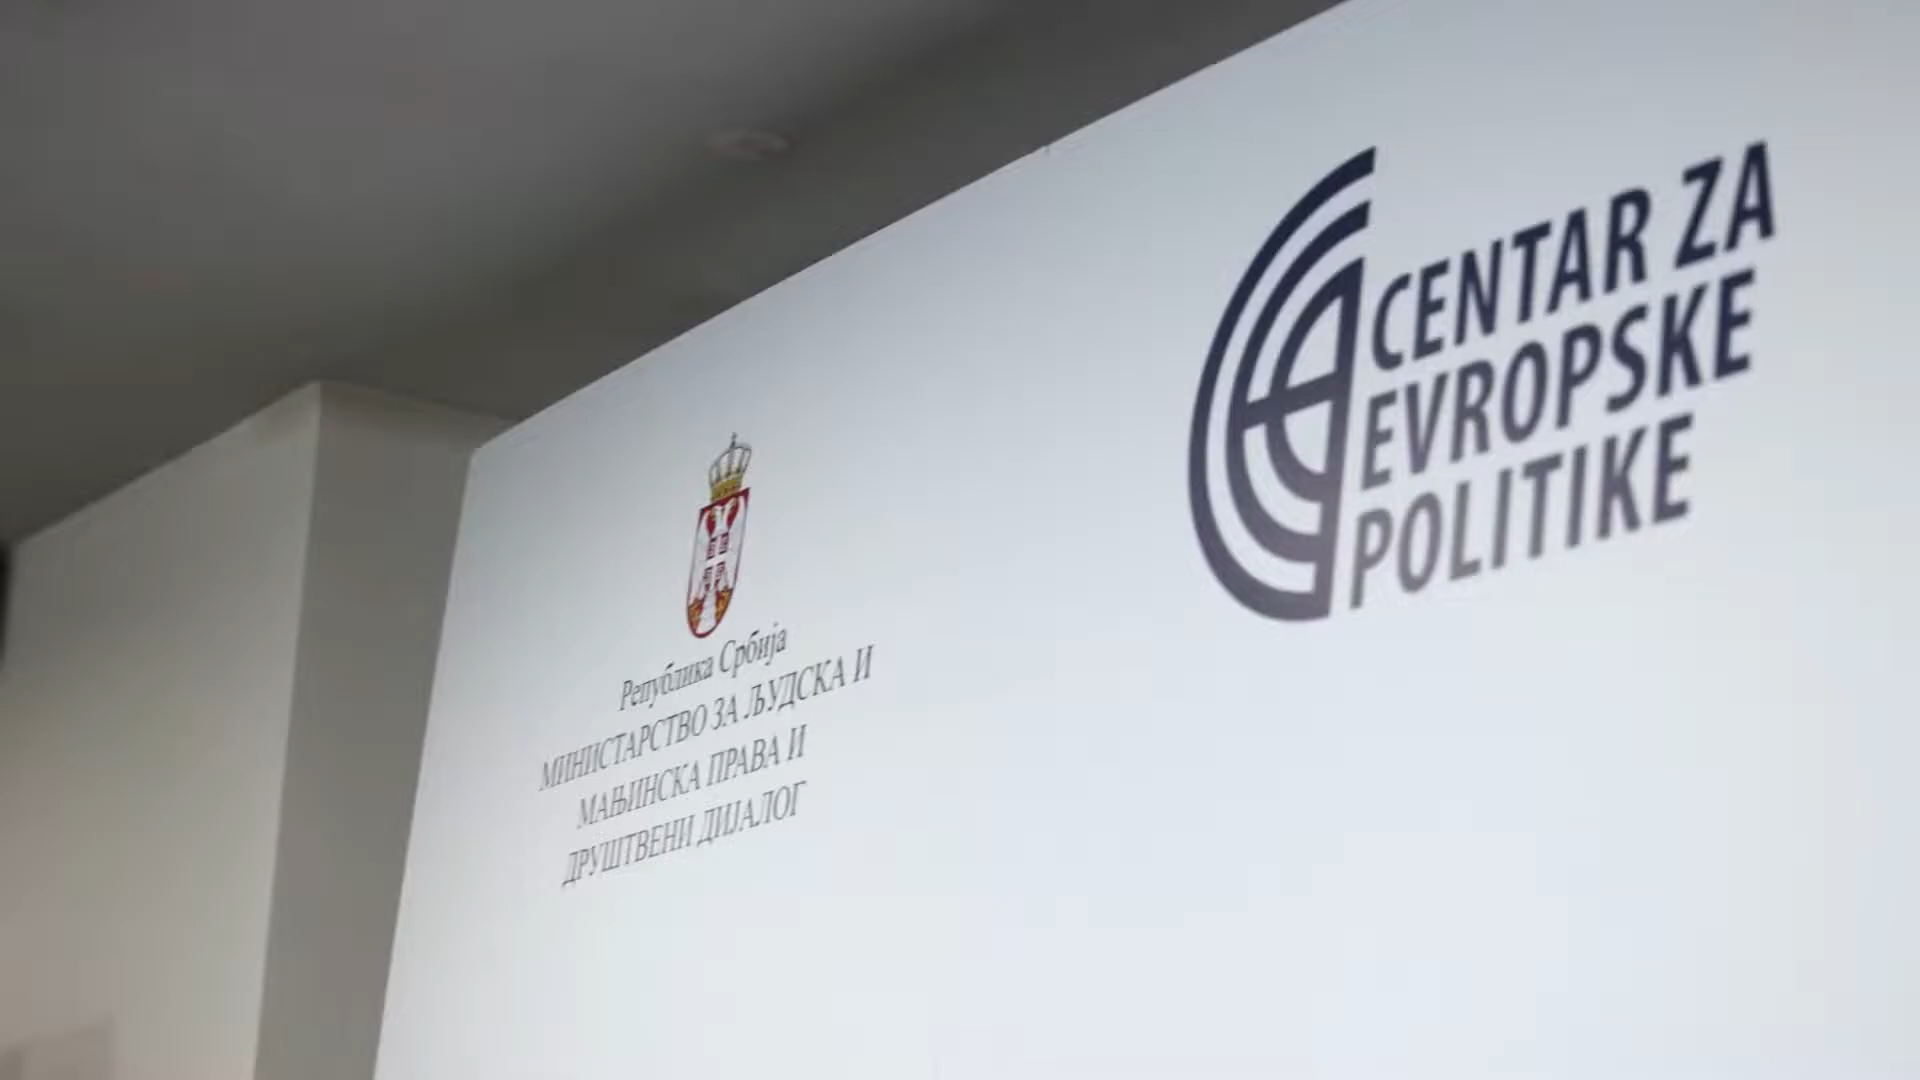 Република Србија
МИНИСТАРСТВО ЗА ЉУДСКА И
МАЊИНСКА ПРАВА И
ДРУШТВЕНИ ДИЈАЛОГ
CENTAR ZA
EVROPSKE
POLITIKE